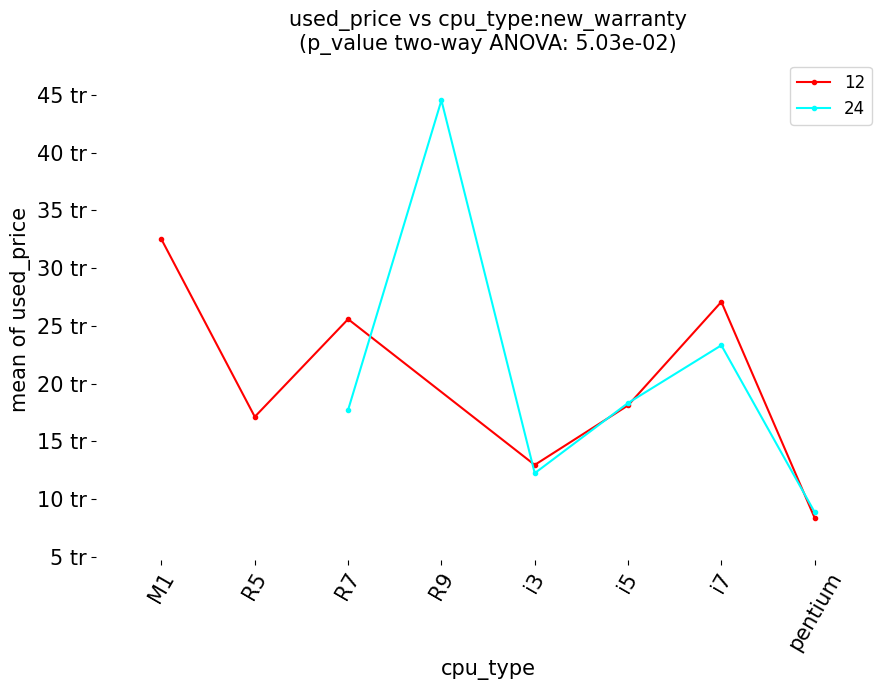 used_price vs cpu_type:new_warranty
(p_value two-way ANOVA: 5.03e-02)
12
24
45 tr
40 tr
35 tr
30 tr
25 tr
20 tr
15 tr
10 tr
5 tr
mean of used_price
M1
R5
R7
R9
i3
i5
i7
pentium
cpu_type